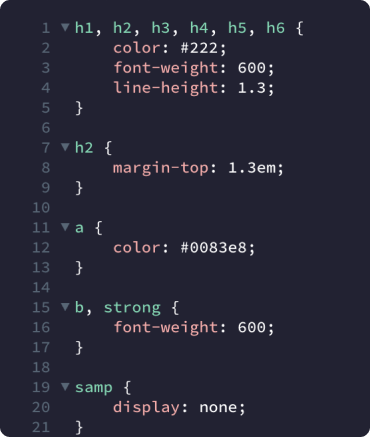 1 h1, h2, h3, h4, h5, h6 {
2 color: #222;
3 font-weight: 600;
4 line-height: 1.3;
5 }
6
7 h2 {
8 margin-top: 1.3em;
9 }
10
11 a {
12 color: #0083e8;
13 }
14
15 b, strong {
16 font-weight: 600;
17 }
18
19 samp {
20 display: none;
21 }